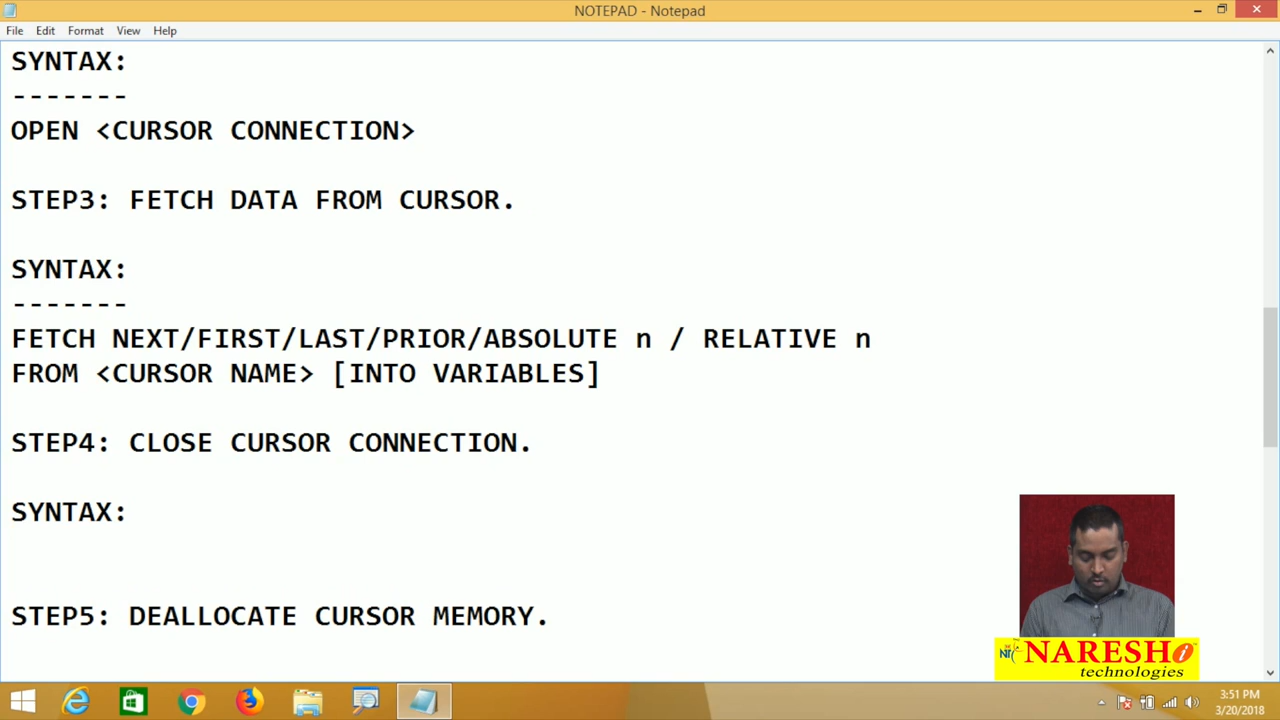 NOTEPAD - Notepad
File Edit Format View Help
SYNTAX:
-------
OPEN <CURSOR CONNECTION>
STEP3: FETCH DATA FROM CURSOR.
SYNTAX:
-------
FETCH NEXT/FIRST/LAST/PRIOR/ABSOLUTE n / RELATIVE n
FROM <CURSOR NAME> [INTO VARIABLES]
STEP4: CLOSE CURSOR CONNECTION.
SYNTAX:
STEP5: DEALLOCATE CURSOR MEMORY.
NARESH i
technologies
3:51 PM
3/20/2018